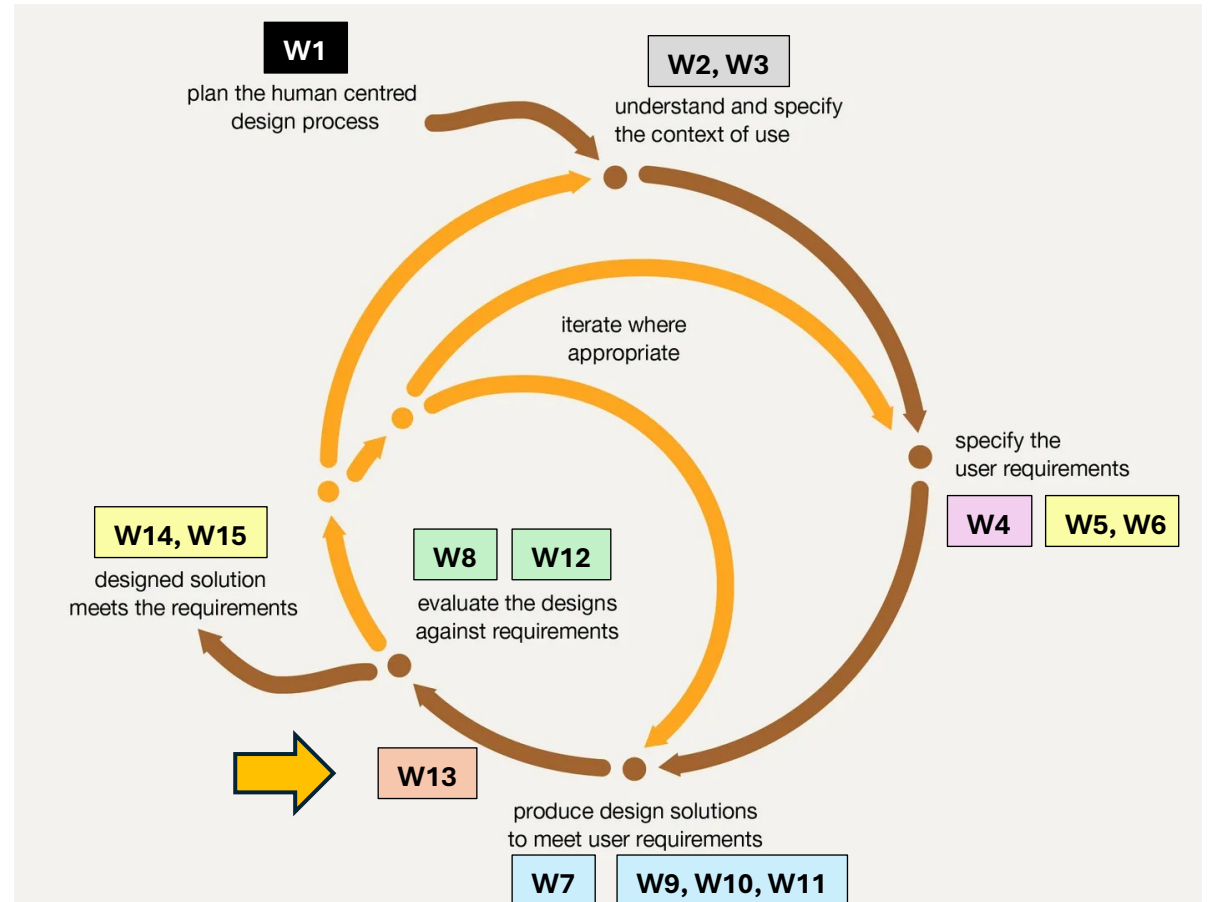 W1
plan the human centred
design process
W2, W3
understand and specify
the context of use
iterate where
appropriate
specify the
user requirements
W4
W5, W6
W14, W15
designed solution
meets the requirements
W8
W12
evaluate the designs
against requirements
W13
produce design solutions
to meet user requirements
W7
W9, W10, W11